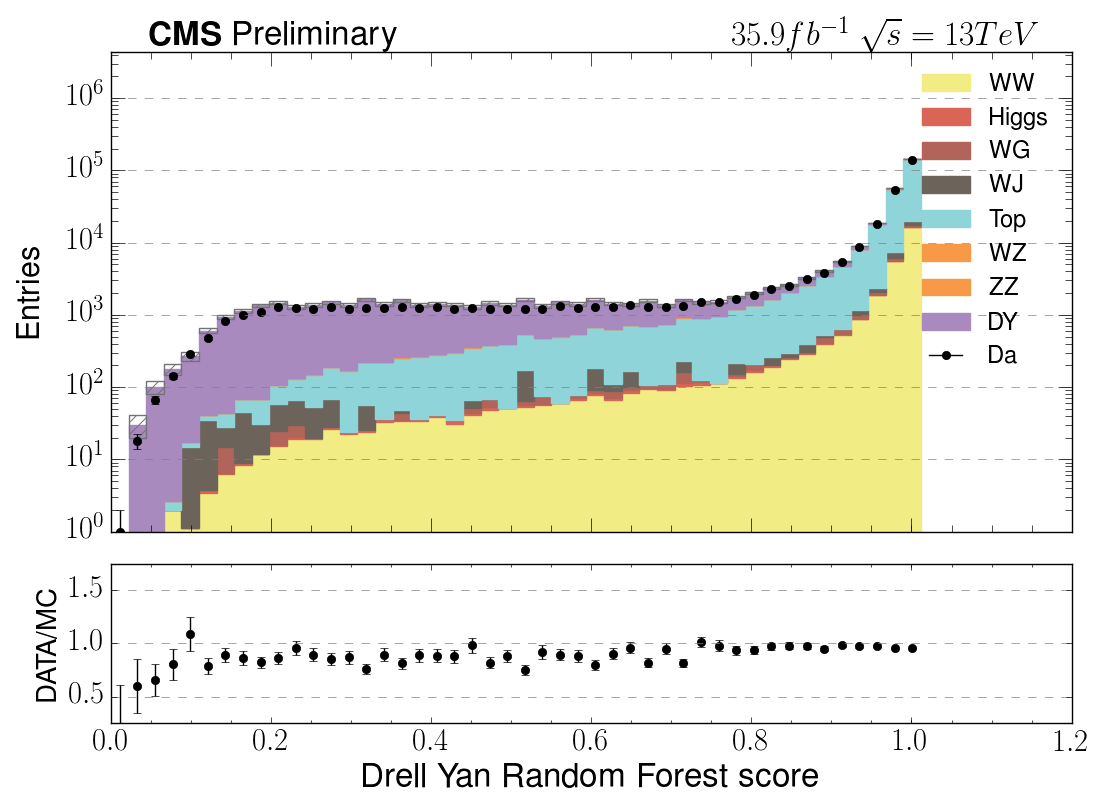 CMS Preliminary 35.9fb⁻¹ √s = 13TeV
Entries
10⁶
10⁵
10⁴
10³
10²
10¹
10⁰
WW
Higgs
WG
WJ
Top
WZ
ZZ
DY
Da
DATA/MC
1.5
1.0
0.5
0.0 0.2 0.4 0.6 0.8 1.0 1.2
Drell Yan Random Forest score